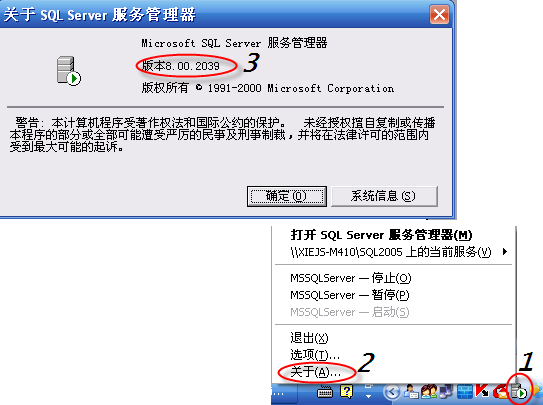 关于 SQL Server 服务管理器
Microsoft SQL Server 服务管理器
版本8.00.2039
3
版权所有 © 1991-2000 Microsoft Corporation
警告: 本计算机程序受著作权法和国际公约的保护。 未经授权擅自复制或传播
本程序的部分或全部可能遭受严厉的民事及刑事制裁，并将在法律许可的范围内
受到最大可能的起诉。
确定(O)
系统信息(S)
打开 SQL Server 服务管理器(M)
\\XIEJS-M410\SQL2005 上的当前服务(V)
MSSQLServer — 停止(O)
MSSQLServer — 暂停(P)
MSSQLServer — 启动(S)
退出(X)
选项(T)...
关于(A)...
2
1